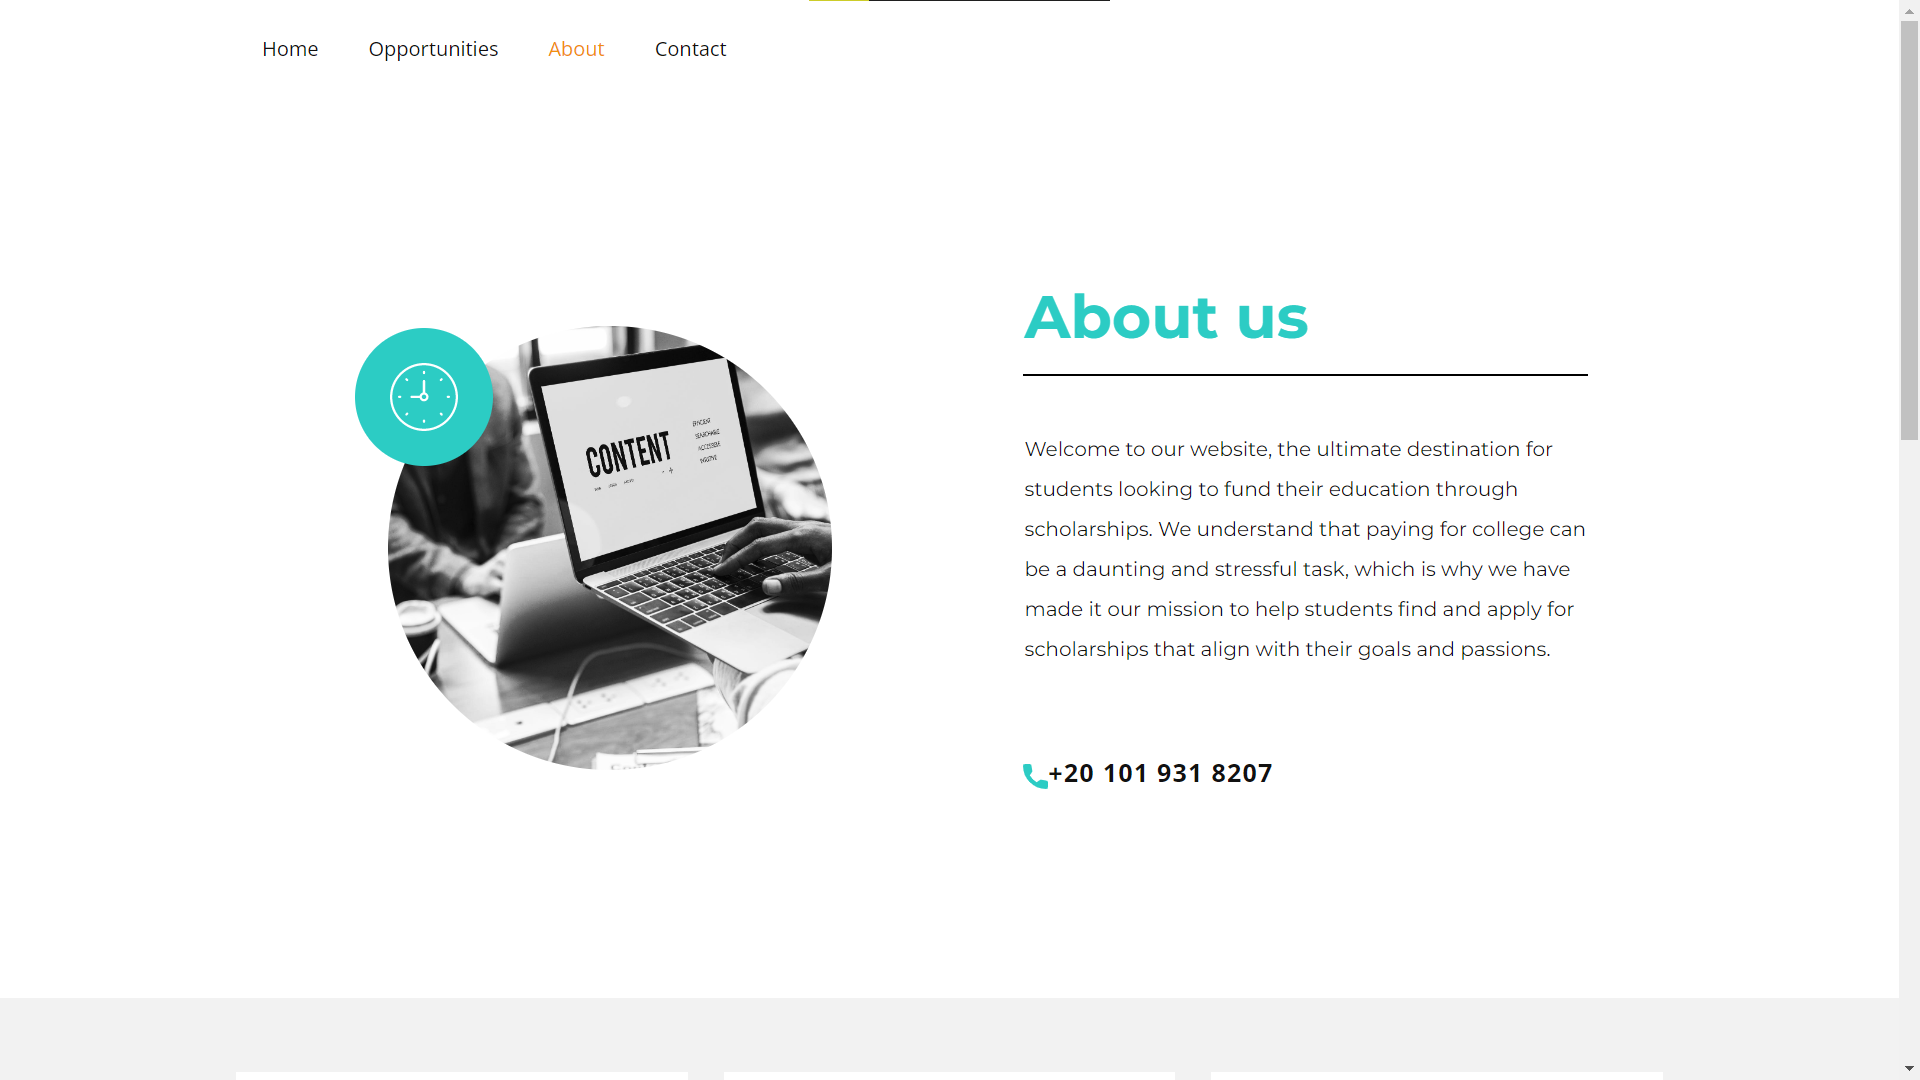 Home Opportunities About Contact
About us
CONTENT
Welcome to our website, the ultimate destination for
students looking to fund their education through
scholarships. We understand that paying for college can
be a daunting and stressful task, which is why we have
made it our mission to help students find and apply for
scholarships that align with their goals and passions.
+20 101 931 8207